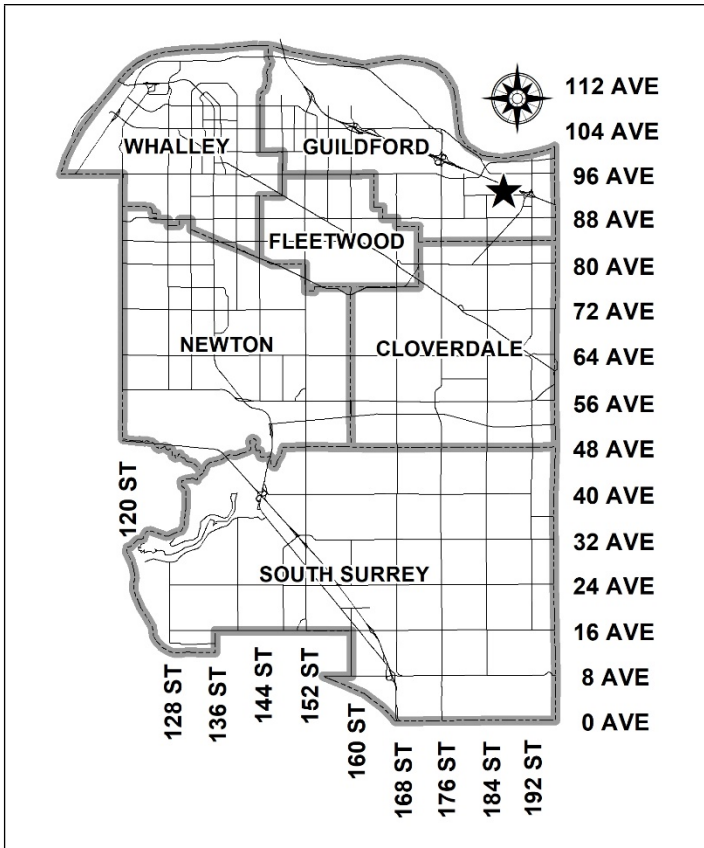 112 AVE
104 AVE
WHALLEY
GUILDFORD
96 AVE
88 AVE
FLEETWOOD
80 AVE
72 AVE
NEWTON
CLOVERDALE
64 AVE
56 AVE
48 AVE
120 ST
40 AVE
32 AVE
SOUTH SURREY
24 AVE
16 AVE
8 AVE
0 AVE
128 ST
136 ST
144 ST
152 ST
160 ST
168 ST
176 ST
184 ST
192 ST